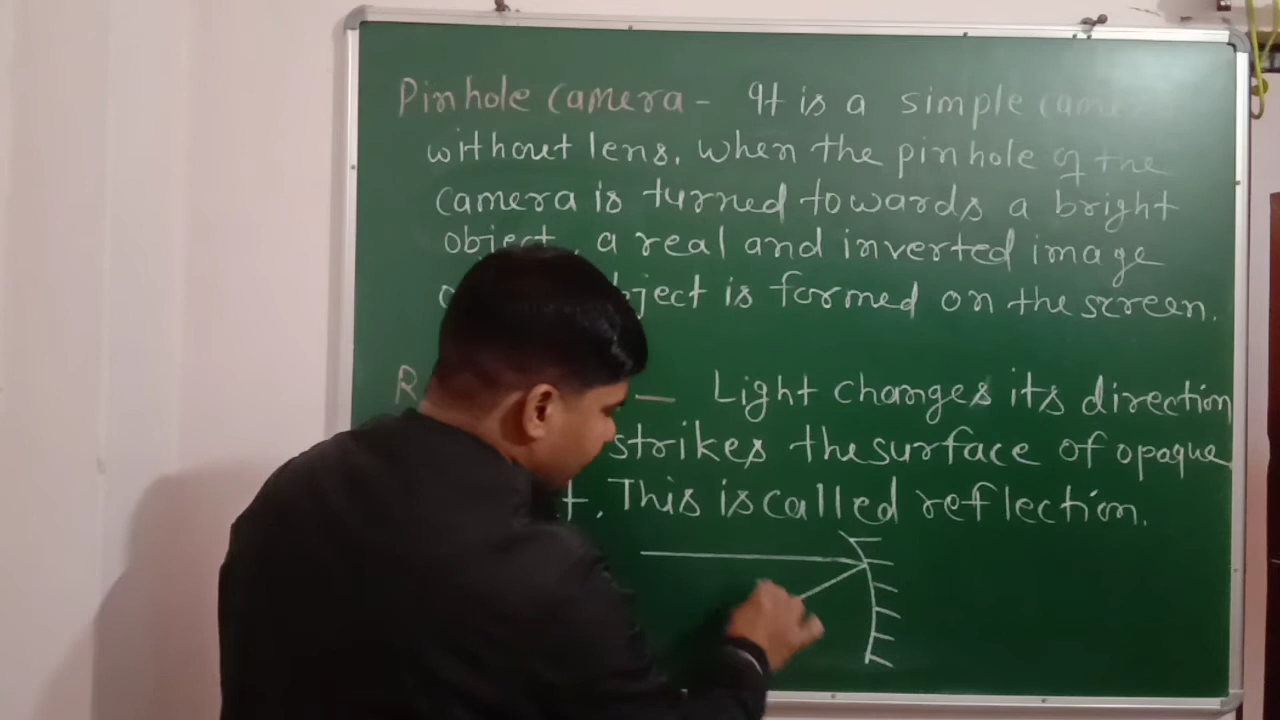 Pinhole camera - It is a simple
without lens. When the pinhole of the
camera is turned towards a bright
object, a real and inverted image
is formed on the screen.
— Light changes its direction
strikes the surface of opaque
This is called reflection.